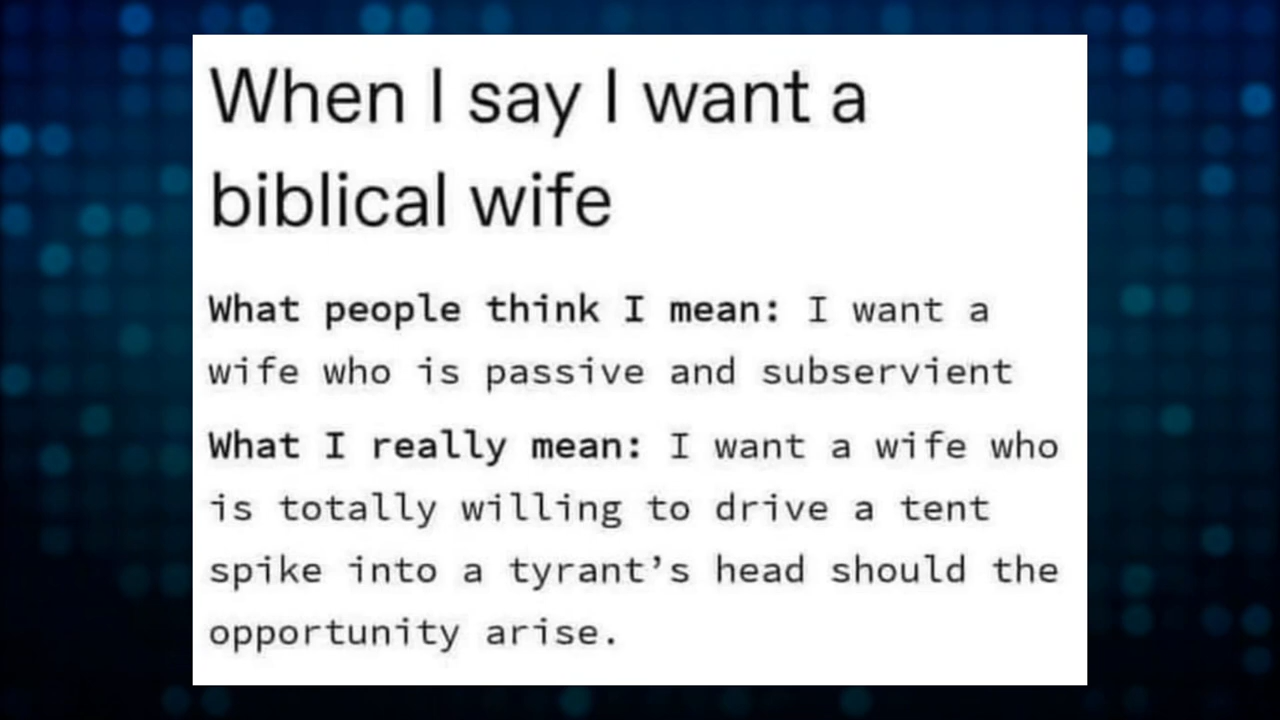 When I say I want a
biblical wife
What people think I mean: I want a
wife who is passive and subservient
What I really mean: I want a wife who
is totally willing to drive a tent
spike into a tyrant’s head should the
opportunity arise.